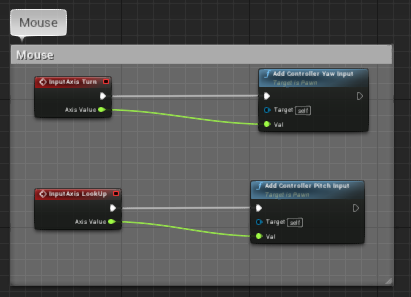 Mouse
Mouse
InputAxis Turn
Axis Value
Add Controller Yaw Input
Target is Pawn
Target self
Val
InputAxis LookUp
Axis Value
Add Controller Pitch Input
Target is Pawn
Target self
Val